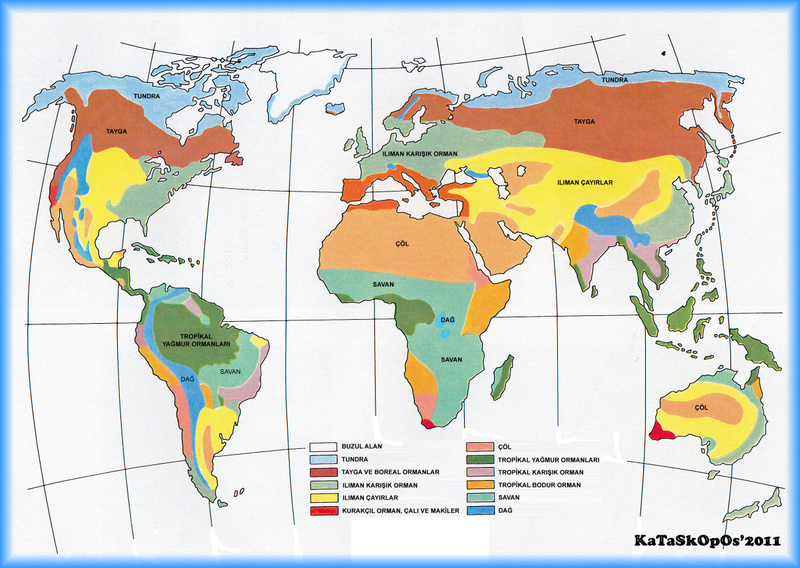 TUNDRA
TUNDRA
TAYGA
TAYGA
ILIMAN KARIŞIK ORMAN
ILIMAN ÇAYIRLAR
ÇÖL
SAVAN
DAĞ
TROPİKAL
YAĞMUR ORMANLARI
SAVAN
DAĞ
SAVAN
ÇÖL
BUZUL ALAN
TUNDRA
TAYGA VE BOREAL ORMANLAR
ILIMAN KARIŞIK ORMAN
ILIMAN ÇAYIRLAR
KURAKÇIL ORMAN, ÇALI VE MAKİLER
ÇÖL
TROPİKAL YAĞMUR ORMANLARI
TROPİKAL KARIŞIK ORMAN
TROPİKAL BODUR ORMAN
SAVAN
DAĞ
KaTaSkOpOs'2011